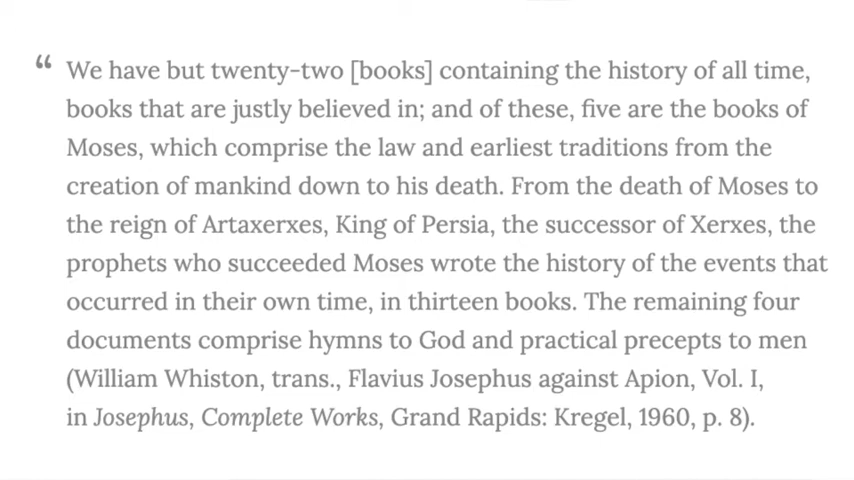 “ We have but twenty-two [books] containing the history of all time,
books that are justly believed in; and of these, five are the books of
Moses, which comprise the law and earliest traditions from the
creation of mankind down to his death. From the death of Moses to
the reign of Artaxerxes, King of Persia, the successor of Xerxes, the
prophets who succeeded Moses wrote the history of the events that
occurred in their own time, in thirteen books. The remaining four
documents comprise hymns to God and practical precepts to men
(William Whiston, trans., Flavius Josephus against Apion, Vol. I,
in Josephus, Complete Works, Grand Rapids: Kregel, 1960, p. 8).